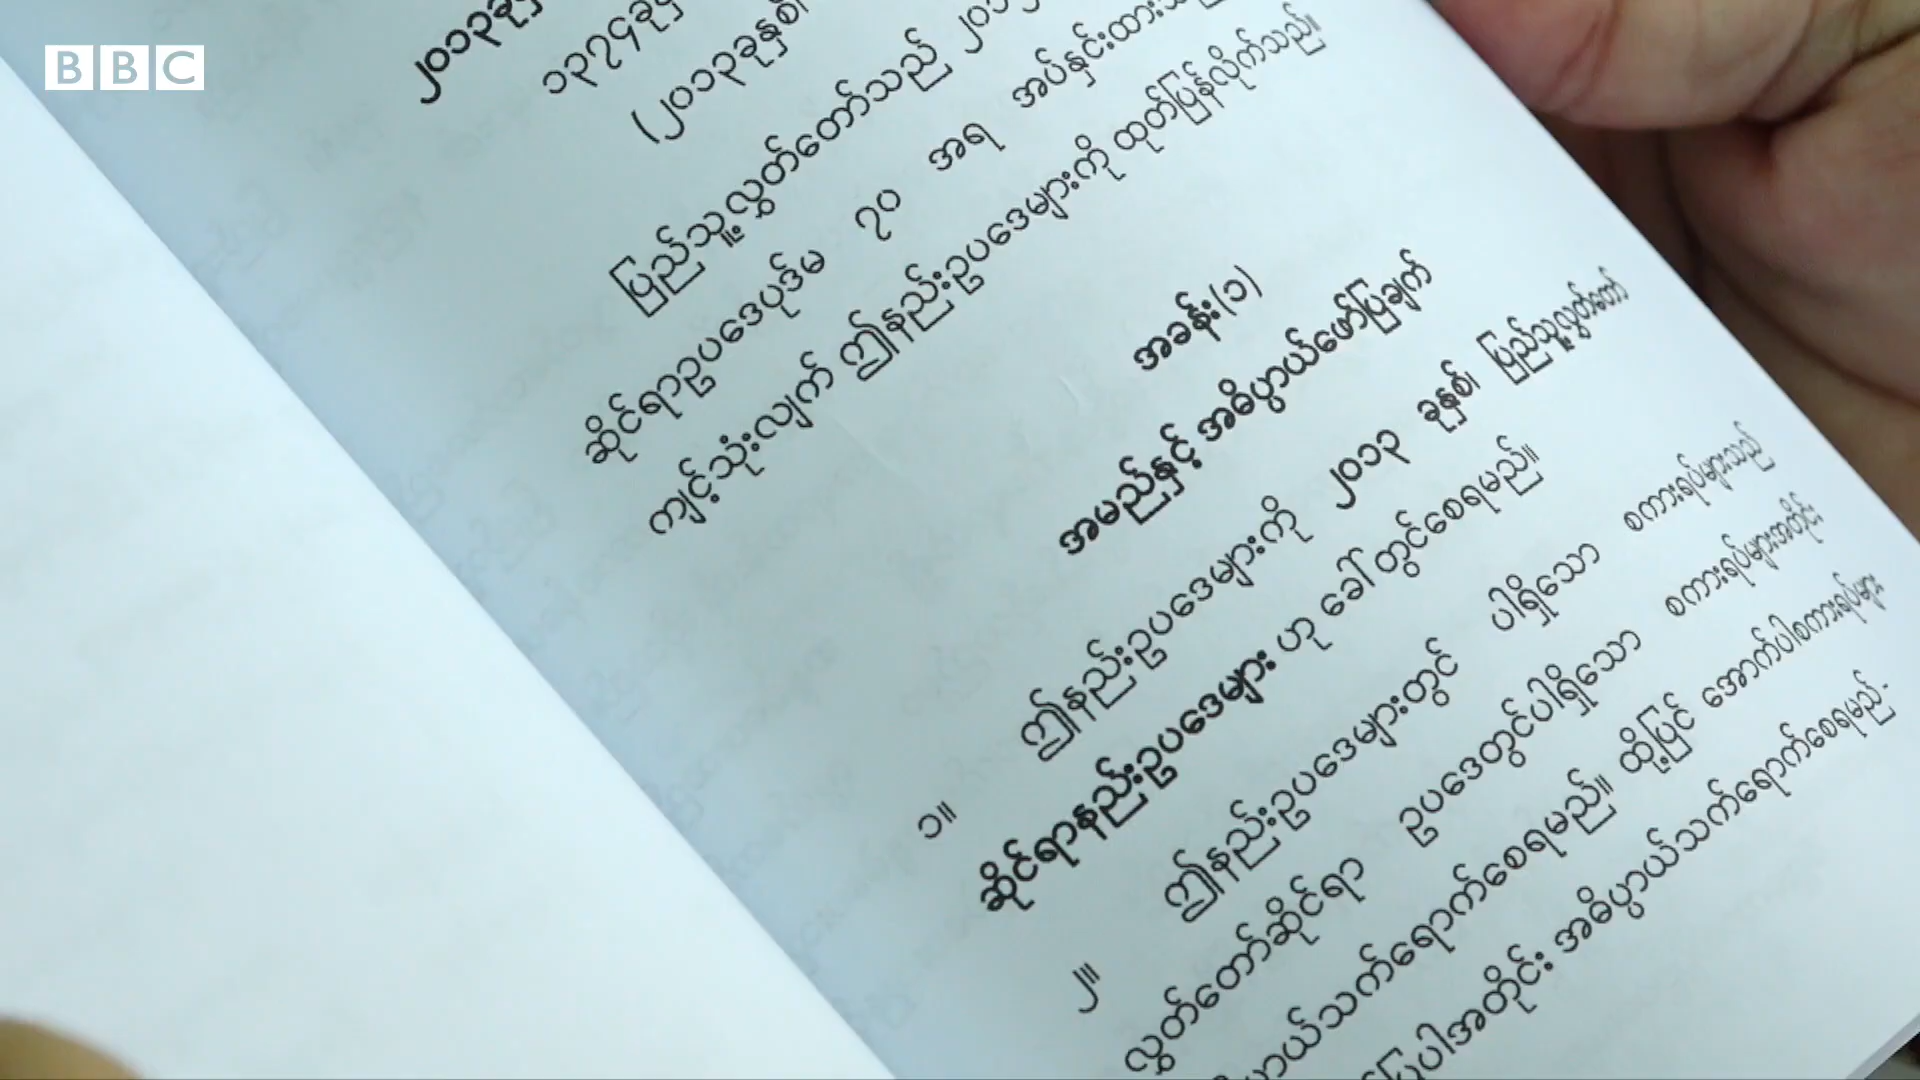 BBC
၂၀၁၃ခုနှစ်
၁၃၇၄ခုနှစ်
(၂၀၁၃ခုနှစ်၊
ပြည်သူ့လွှတ်တော်သည် ၂၀၁၃
ဆိုင်ရာဥပဒေပုဒ်မ ၇၀ အရ အပ်နှင်းထားသည့်
ကျင့်သုံးလျက် ဤနည်းဥပဒေများကို ထုတ်ပြန်လိုက်သည်။
အခန်း(၁)
အမည်နှင့် အဓိပ္ပာယ်ဖော်ပြချက်
၁။ ဤနည်းဥပဒေများကို ၂၀၁၃ ခုနှစ်၊ ပြည်သူ့လွှတ်တော်
ဆိုင်ရာနည်းဥပဒေများ ဟု ခေါ်တွင်စေရမည်။
၂။ ဤနည်းဥပဒေများတွင် ပါရှိသော စကားရပ်များသည်
လွှတ်တော်ဆိုင်ရာ ဥပဒေတွင်ပါရှိသော စကားရပ်များအတိုင်း
အဓိပ္ပာယ်သက်ရောက်စေရမည်။ ထို့ပြင် အောက်ပါစကားရပ်များ
ပြပါအတိုင်း အဓိပ္ပာယ်သက်ရောက်စေရမည်-